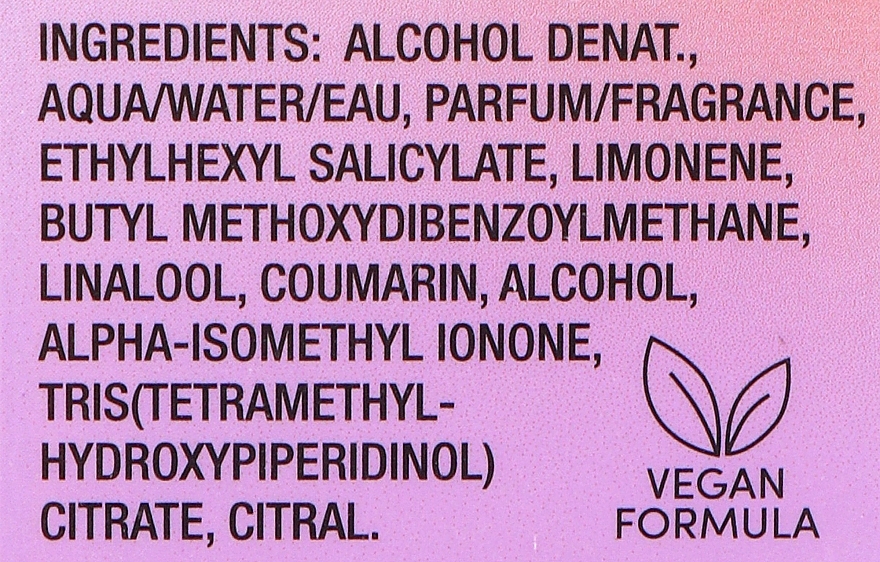 INGREDIENTS: ALCOHOL DENAT.,
AQUA/WATER/EAU, PARFUM/FRAGRANCE,
ETHYLHEXYL SALICYLATE, LIMONENE,
BUTYL METHOXYDIBENZOYLMETHANE,
LINALOOL, COUMARIN, ALCOHOL,
ALPHA-ISOMETHYL IONONE,
TRIS(TETRAMETHYL-
HYDROXYPIPERIDINOL)
CITRATE, CITRAL.
VEGAN
FORMULA